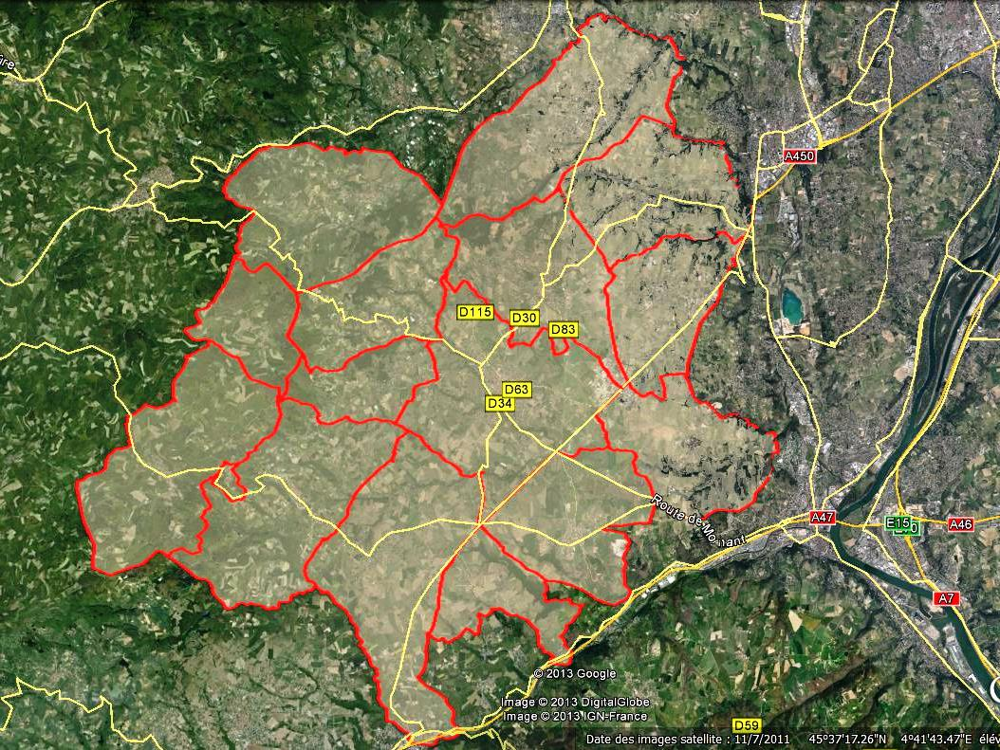 A450
D115
D30
D83
D63
D34
Route de Mornant
A47
E15
A46
A7
© 2013 Google
Image © 2013 DigitalGlobe
Image © 2013 IGN-France
D59
Date des images satellite : 11/7/2011 45°37'17.26"N 4°41'43.47"E élév